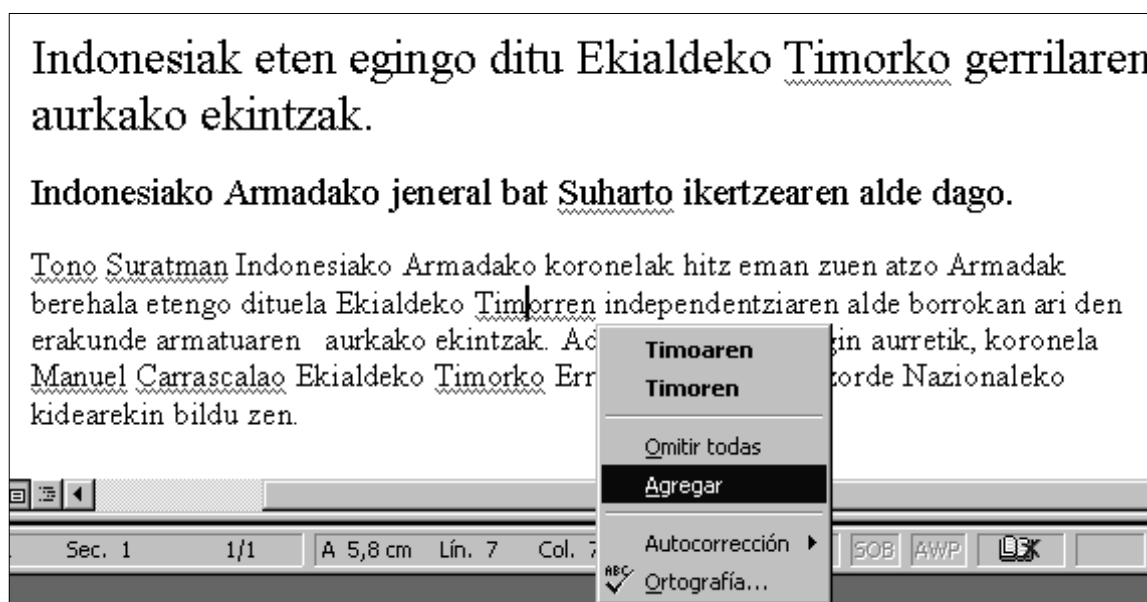 Indonesiak eten egingo ditu Ekialdeko Timorko gerrilaren
aurkako ekintzak.
Indonesiako Armadako jeneral bat Suharto ikertzearen alde dago.
Tono Suratman Indonesiako Armadako koronelak hitz eman zuen atzo Armadak
berehala etengo dituela Ekialdeko Timorren independentziaren alde borrokan ari den
erakunde armatuaren aurkako ekintzak. Ad gin aurretik, koronela
Manuel Carrascalao Ekialdeko Timorko Err zorde Nazionaleko
kidearekin bildu zen.
Timoaren
Timoren
Omitir todas
Agregar
Autocorrección
ABC Ortografía...
Sec. 1 1/1 A 5,8 cm Lín. 7 Col. 7 SOB AWP